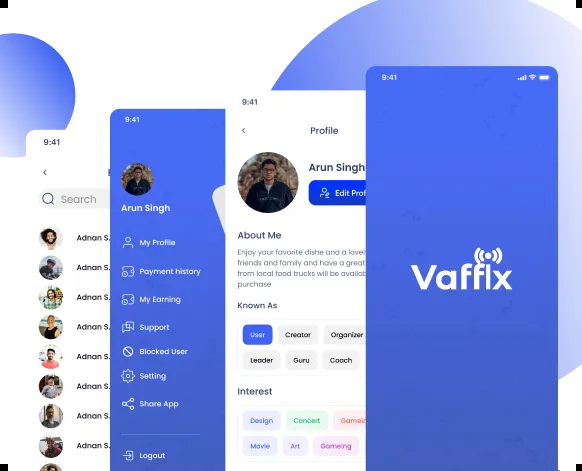 9:41
Search
Adnan S.
Adnan S.
Adnan S.
Adnan S.
Adnan S.
Adnan S.
Adnan S.
Adnan S.
9:41
Arun Singh
My Profile
Payment history
My Earning
Support
Blocked User
Setting
Share App
Logout
9:41
Profile
Arun Singh
Edit Prof
About Me
Enjoy your favorite dishe and a lovel
friends and family and have a great
from local food trucks will be availab
purchase
Known As
User Creator Organizer
Leader Guru Coach
Interest
Design Concert Gamein
Movie Art Gameing
9:41
Vaffix